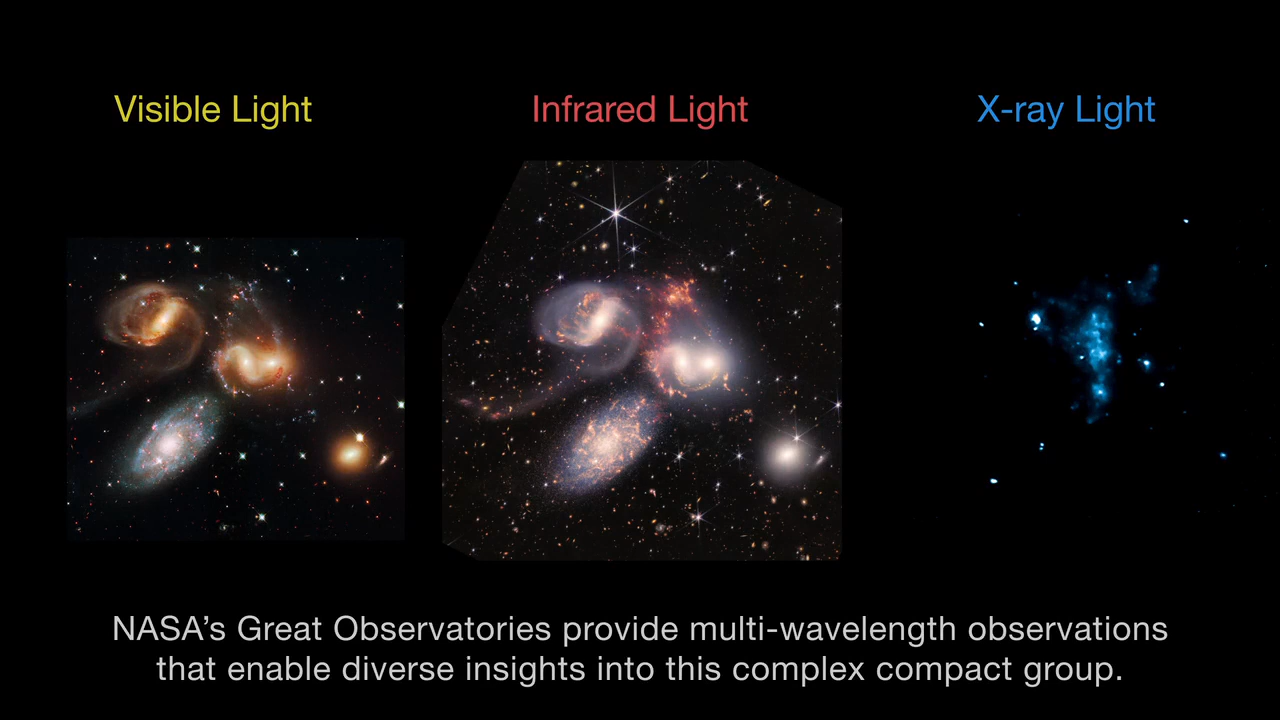 Visible Light
Infrared Light
X-ray Light
NASA’s Great Observatories provide multi-wavelength observations
that enable diverse insights into this complex compact group.